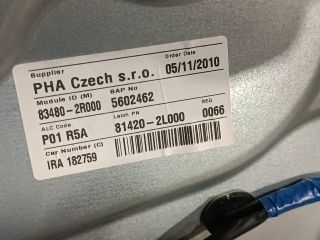 Supplier Order Date
PHA Czech s.r.o. 05/11/2010
Module ID (M) SAP No
83480-2R000 5602462
ALC Code Latch PN SEQ
P01 R5A 81420-2L000 0066
Car Number (C)
IRA 182759